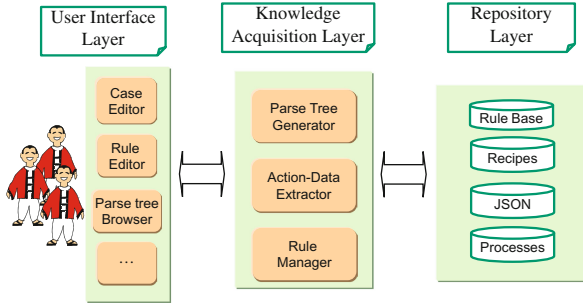 User Interface
Layer
Knowledge
Acquisition Layer
Repository
Layer
Case
Editor
Rule
Editor
Parse tree
Browser
...
Parse Tree
Generator
Action-Data
Extractor
Rule
Manager
Rule Base
Recipes
JSON
Processes